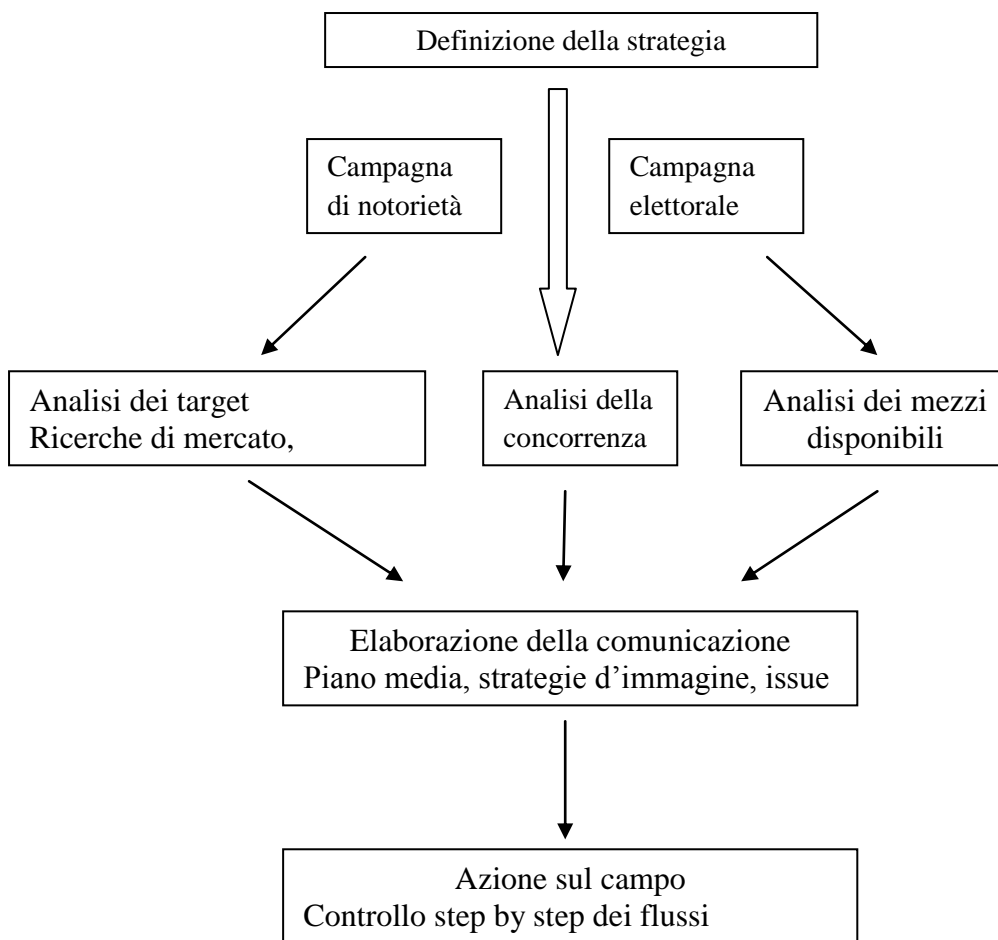 Definizione della strategia
Campagna
di notorietà
Campagna
elettorale
Analisi dei target
Ricerche di mercato,
Analisi della
concorrenza
Analisi dei mezzi
disponibili
Elaborazione della comunicazione
Piano media, strategie d’immagine, issue
Azione sul campo
Controllo step by step dei flussi